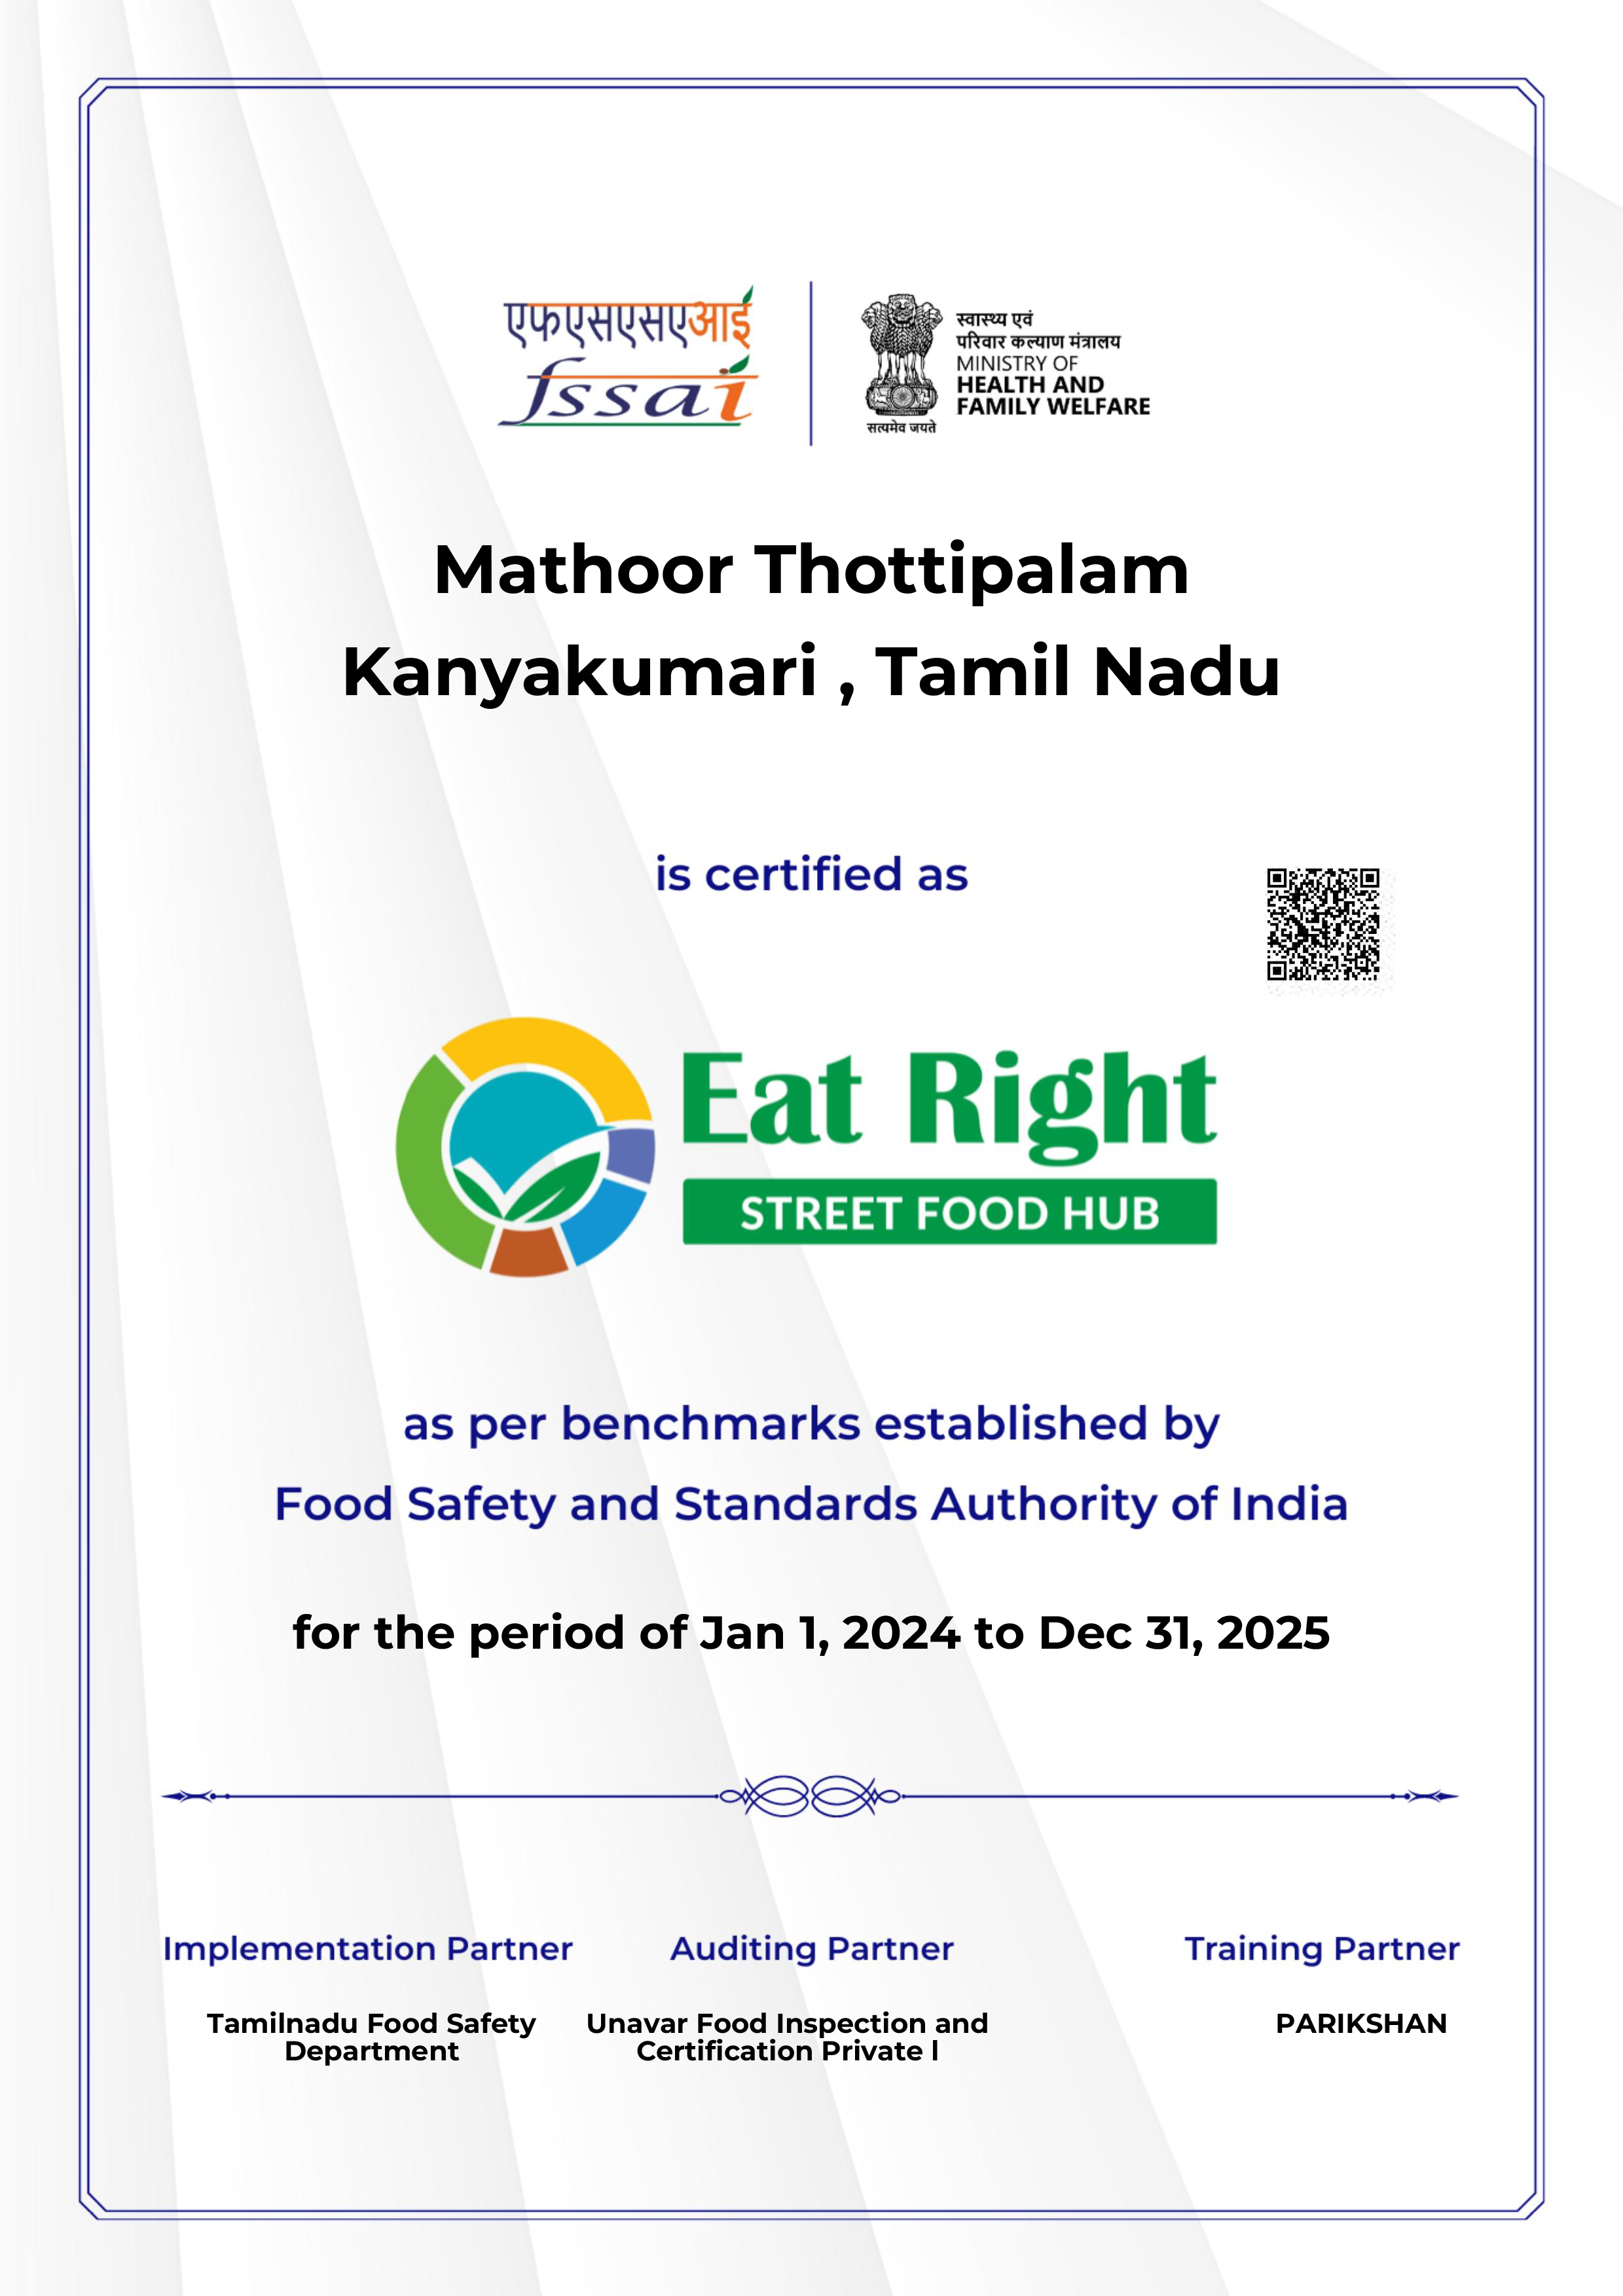 एफएसएसएआई
fssai
स्वास्थ्य एवं
परिवार कल्याण मंत्रालय
MINISTRY OF
HEALTH AND
FAMILY WELFARE
सत्यमेव जयते
Mathoor Thottipalam
Kanyakumari , Tamil Nadu
is certified as
Eat Right
STREET FOOD HUB
as per benchmarks established by
Food Safety and Standards Authority of India
for the period of Jan 1, 2024 to Dec 31, 2025
Implementation Partner
Tamilnadu Food Safety
Department
Auditing Partner
Unavar Food Inspection and
Certification Private l
Training Partner
PARIKSHAN